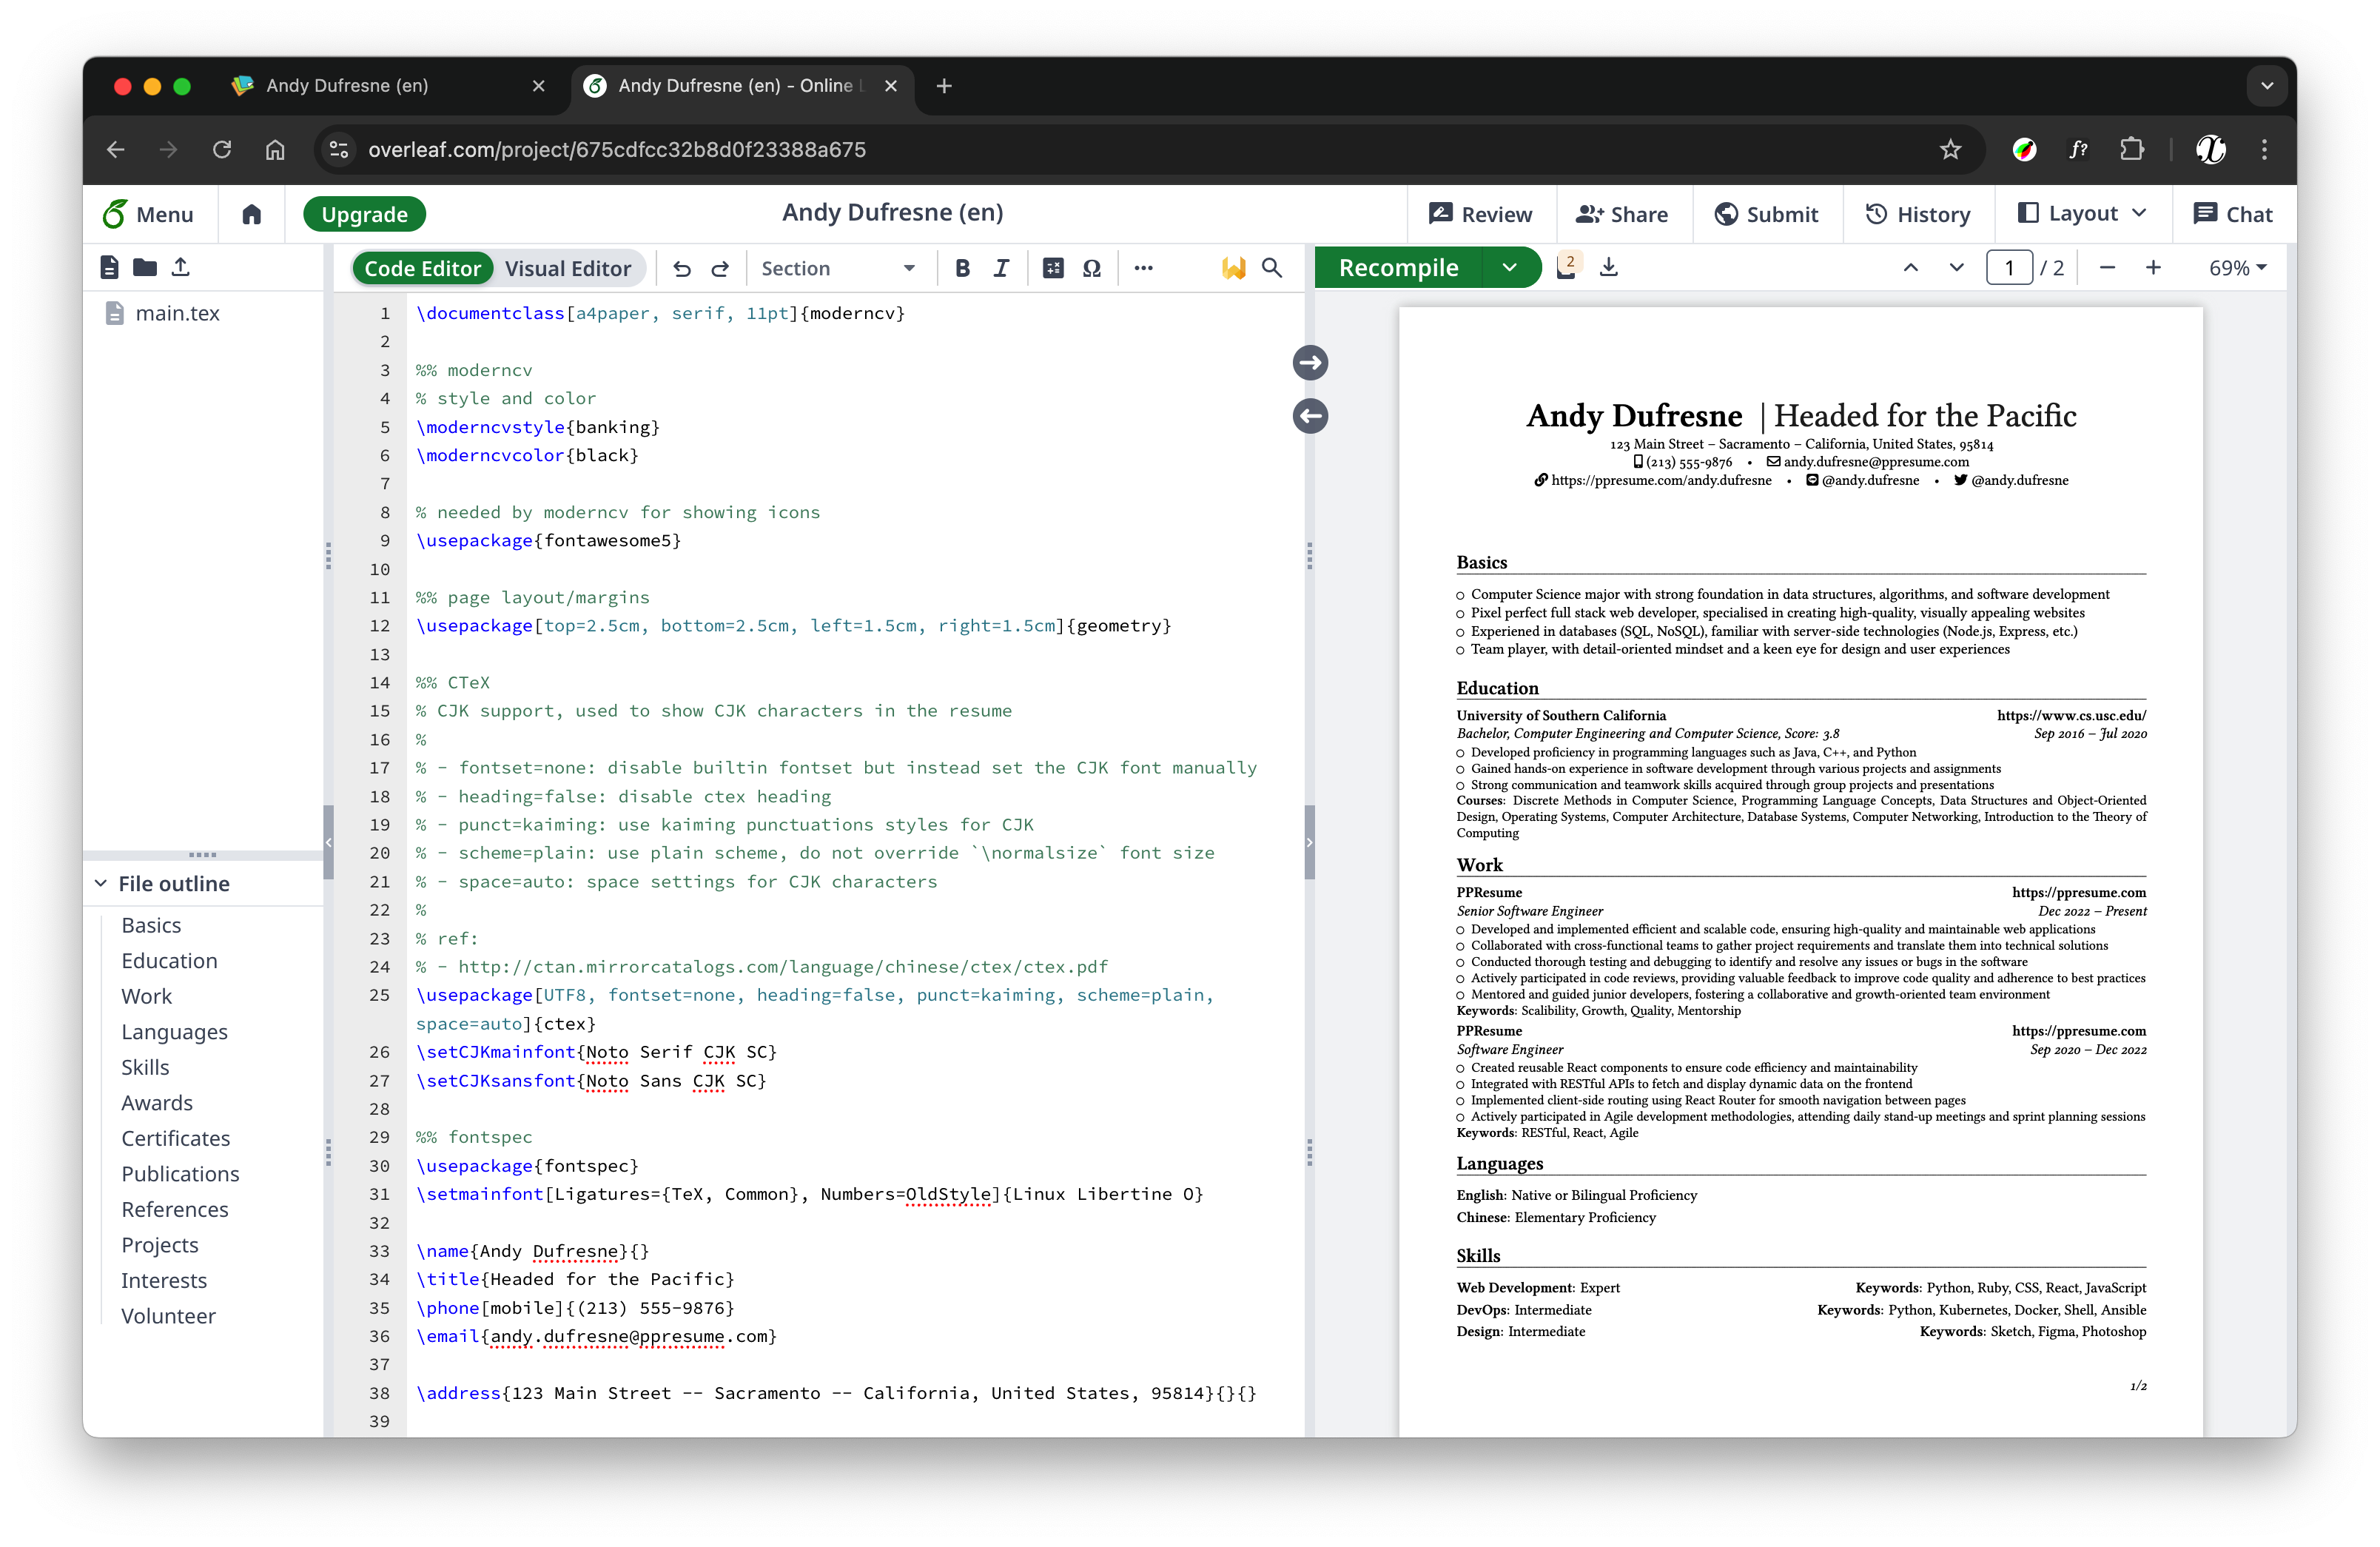 Andy Dufresne (en)
Andy Dufresne (en) - Online
overleaf.com/project/675cdfcc32b8d0f23388a675
f?
Menu
Upgrade
Andy Dufresne (en)
Review
Share
Submit
History
Layout
Chat
Code Editor
Visual Editor
Section
B
I
Ω
Recompile
2
1 / 2
69%
main.tex
File outline
Basics
Education
Work
Languages
Skills
Awards
Certificates
Publications
References
Projects
Interests
Volunteer
1 \documentclass[a4paper, serif, 11pt]{moderncv}
2
3 %% moderncv
4 % style and color
5 \moderncvstyle{banking}
6 \moderncvcolor{black}
7
8 % needed by moderncv for showing icons
9 \usepackage{fontawesome5}
10
11 %% page layout/margins
12 \usepackage[top=2.5cm, bottom=2.5cm, left=1.5cm, right=1.5cm]{geometry}
13
14 %% CTeX
15 % CJK support, used to show CJK characters in the resume
16 %
17 % - fontset=none: disable builtin fontset but instead set the CJK font manually
18 % - heading=false: disable ctex heading
19 % - punct=kaiming: use kaiming punctuations styles for CJK
20 % - scheme=plain: use plain scheme, do not override `\normalsize` font size
21 % - space=auto: space settings for CJK characters
22 %
23 % ref:
24 % - http://ctan.mirrorcatalogs.com/language/chinese/ctex/ctex.pdf
25 \usepackage[UTF8, fontset=none, heading=false, punct=kaiming, scheme=plain,
space=auto]{ctex}
26 \setCJKmainfont{Noto Serif CJK SC}
27 \setCJKsansfont{Noto Sans CJK SC}
28
29 %% fontspec
30 \usepackage{fontspec}
31 \setmainfont[Ligatures={TeX, Common}, Numbers=OldStyle]{Linux Libertine O}
32
33 \name{Andy Dufresne}{}
34 \title{Headed for the Pacific}
35 \phone[mobile]{(213) 555-9876}
36 \email{andy.dufresne@ppresume.com}
37
38 \address{123 Main Street -- Sacramento -- California, United States, 95814}{}{}
39
Andy Dufresne | Headed for the Pacific
123 Main Street – Sacramento – California, United States, 95814
(213) 555-9876 • andy.dufresne@ppresume.com
https://ppresume.com/andy.dufresne • @andy.dufresne • @andy.dufresne
Basics
Computer Science major with strong foundation in data structures, algorithms, and software development
Pixel perfect full stack web developer, specialised in creating high-quality, visually appealing websites
Experiened in databases (SQL, NoSQL), familiar with server-side technologies (Node.js, Express, etc.)
Team player, with detail-oriented mindset and a keen eye for design and user experiences
Education
University of Southern California https://www.cs.usc.edu/
Bachelor, Computer Engineering and Computer Science, Score: 3.8 Sep 2016 – Jul 2020
Developed proficiency in programming languages such as Java, C++, and Python
Gained hands-on experience in software development through various projects and assignments
Strong communication and teamwork skills acquired through group projects and presentations
Courses: Discrete Methods in Computer Science, Programming Language Concepts, Data Structures and Object-Oriented
Design, Operating Systems, Computer Architecture, Database Systems, Computer Networking, Introduction to the Theory of
Computing
Work
PPResume https://ppresume.com
Senior Software Engineer Dec 2022 – Present
Developed and implemented efficient and scalable code, ensuring high-quality and maintainable web applications
Collaborated with cross-functional teams to gather project requirements and translate them into technical solutions
Conducted thorough testing and debugging to identify and resolve any issues or bugs in the software
Actively participated in code reviews, providing valuable feedback to improve code quality and adherence to best practices
Mentored and guided junior developers, fostering a collaborative and growth-oriented team environment
Keywords: Scalibility, Growth, Quality, Mentorship
PPResume https://ppresume.com
Software Engineer Sep 2020 – Dec 2022
Created reusable React components to ensure code efficiency and maintainability
Integrated with RESTful APIs to fetch and display dynamic data on the frontend
Implemented client-side routing using React Router for smooth navigation between pages
Actively participated in Agile development methodologies, attending daily stand-up meetings and sprint planning sessions
Keywords: RESTful, React, Agile
Languages
English: Native or Bilingual Proficiency
Chinese: Elementary Proficiency
Skills
Web Development: Expert Keywords: Python, Ruby, CSS, React, JavaScript
DevOps: Intermediate Keywords: Python, Kubernetes, Docker, Shell, Ansible
Design: Intermediate Keywords: Sketch, Figma, Photoshop
1/2